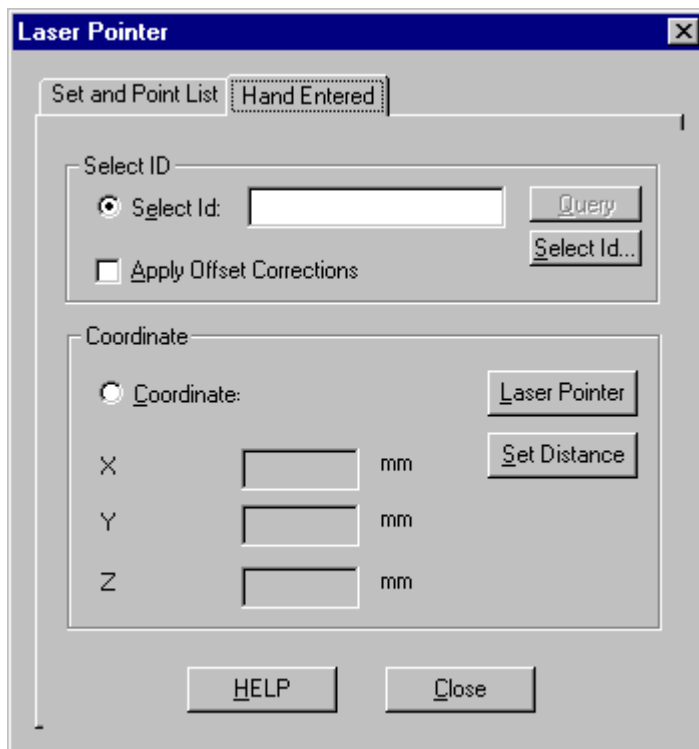 Laser Pointer
Set and Point List Hand Entered
Select ID
Select Id: Query
Select Id...
Apply Offset Corrections
Coordinate
Coordinate: Laser Pointer
Set Distance
X mm
Y mm
Z mm
HELP Close